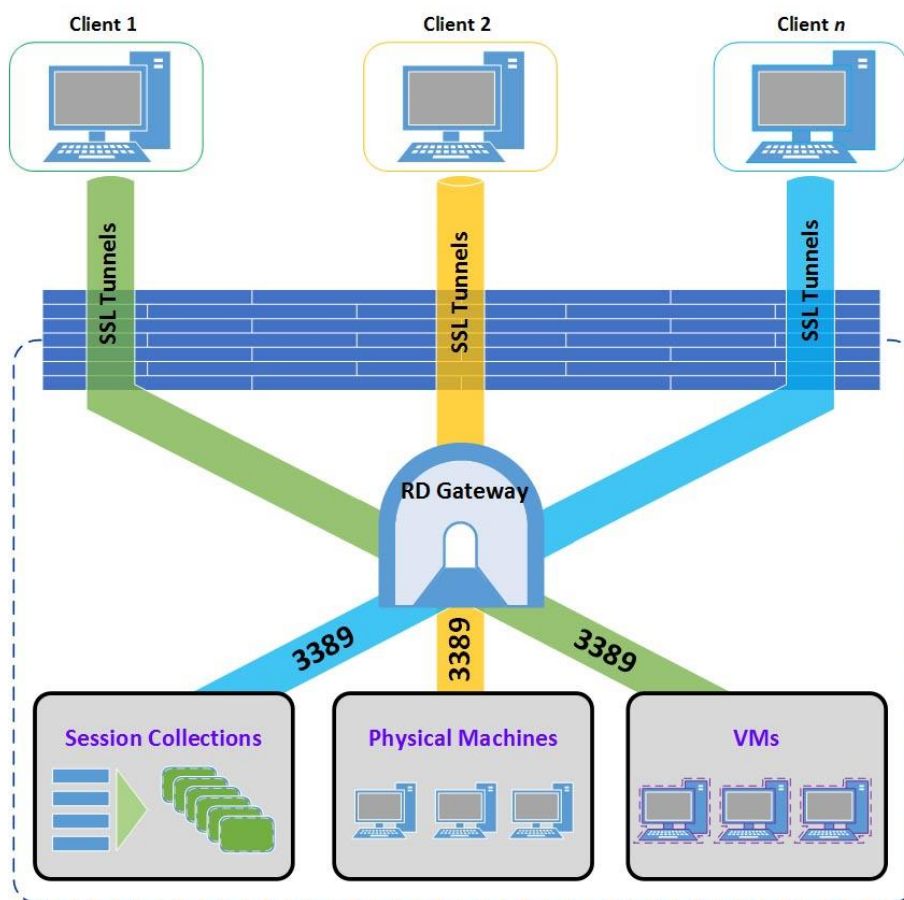 Client 1
Client 2
Client n
SSL Tunnels
SSL Tunnels
SSL Tunnels
RD Gateway
3389
3389
3389
Session Collections
Physical Machines
VMs